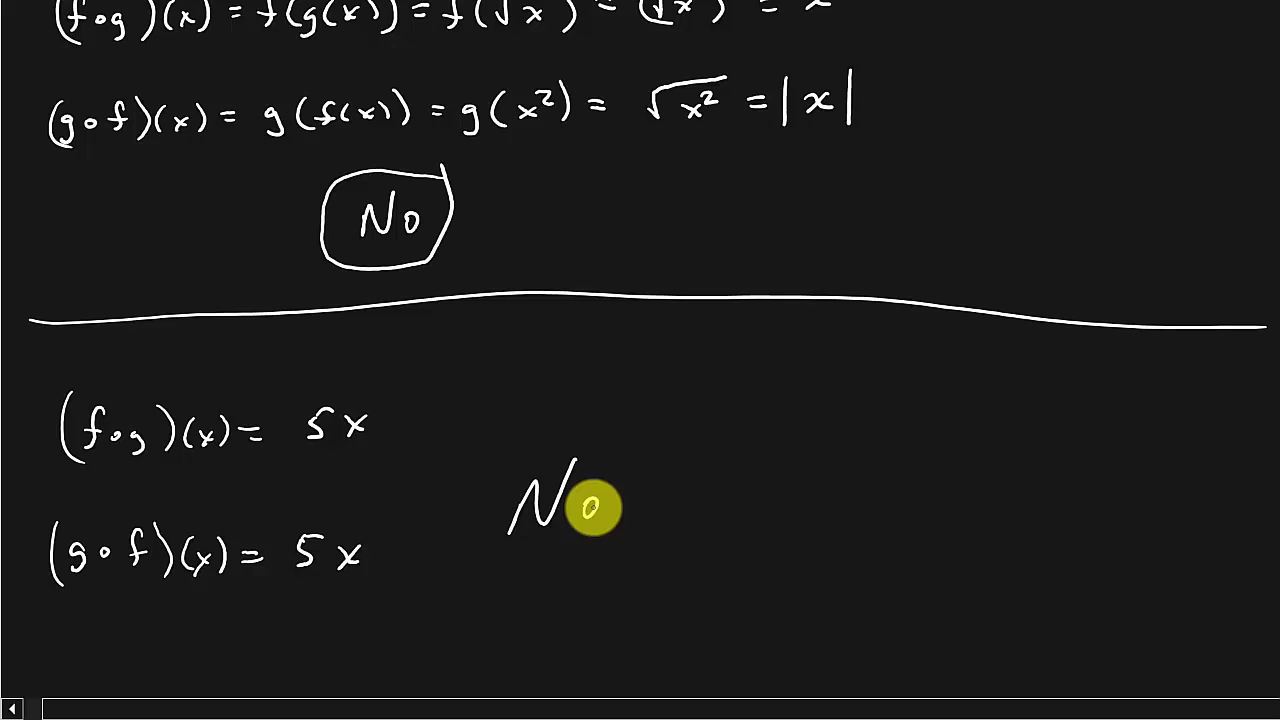 (f∘g)(x) = f(g(x)) = f(√x) = (√x) = x
(g∘f)(x) = g(f(x)) = g(x²) = √x² = |x|
No
(f∘g)(x) = 5x
(g∘f)(x) = 5x
No